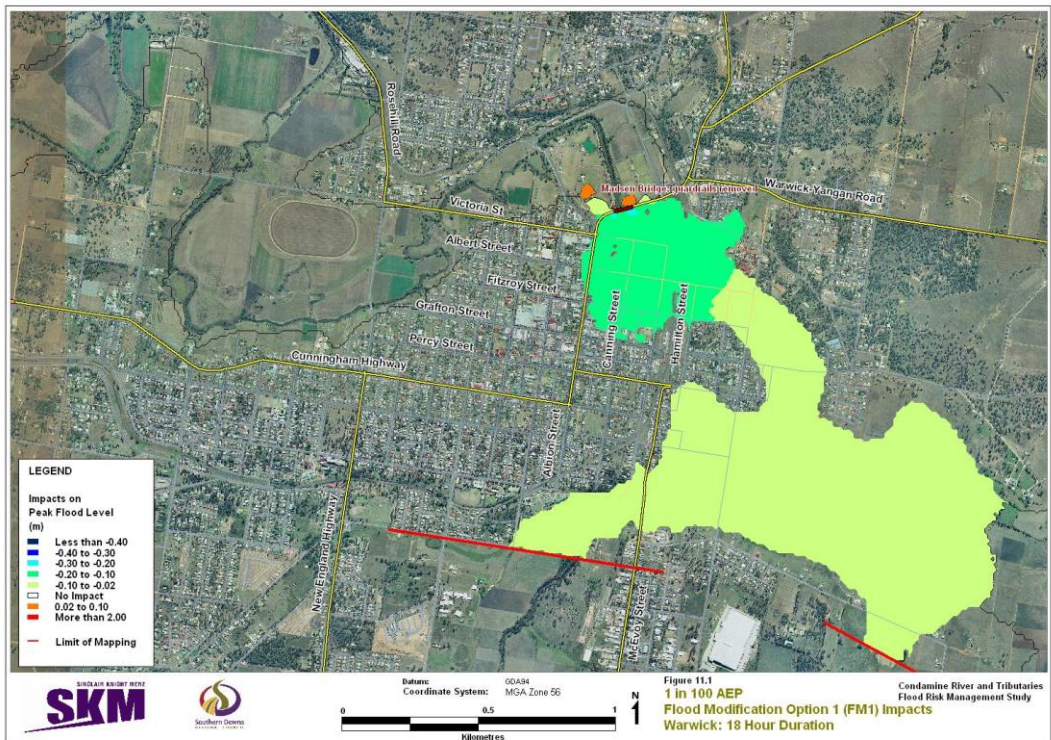 Rosehill Road
Madsen Bridge: guardrails removed
Warwick-Yangan Road
Victoria St
Albert Street
Fitzroy Street
Grafton Street
Percy Street
Cunningham Highway
Canning Street
Hamilton Street
Albion Street
New England Highway
McEvoy Street
LEGEND
Impacts on
Peak Flood Level
(m)
Less than -0.40
-0.40 to -0.30
-0.30 to -0.20
-0.20 to -0.10
-0.10 to -0.02
No Impact
0.02 to 0.10
More than 2.00
Limit of Mapping
SINCLAIR KNIGHT MERZ
SKM
Southern Downs
REGIONAL COUNCIL
Datum: GDA94
Coordinate System: MGA Zone 56
0 0.5 1
Kilometres
N
Figure 11.1
1 in 100 AEP
Flood Modification Option 1 (FM1) Impacts
Warwick: 18 Hour Duration
Condamine River and Tributaries
Flood Risk Management Study